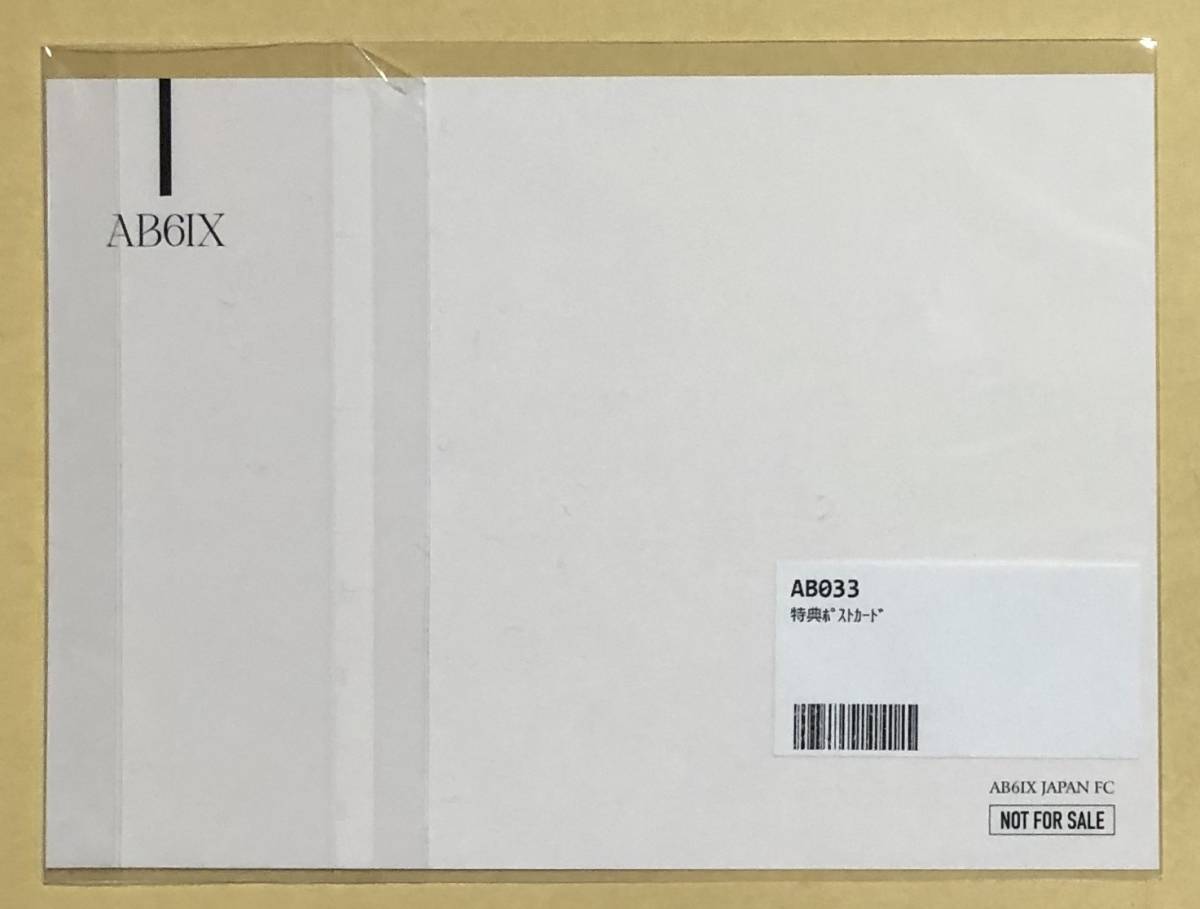 AB6IX
AB033
特典ﾎﾟｽﾄｶｰﾄﾞ
AB6IX JAPAN FC
NOT FOR SALE